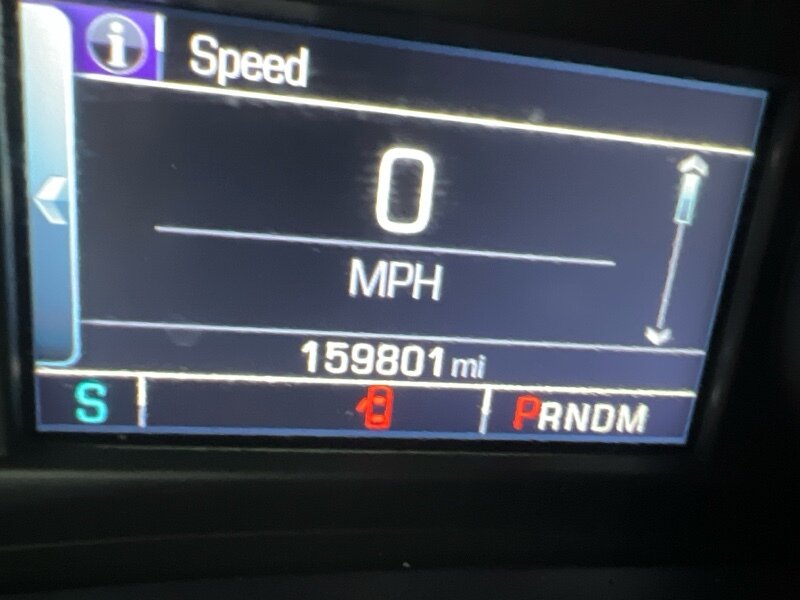 i Speed
0
MPH
159801 mi
S PRNDM